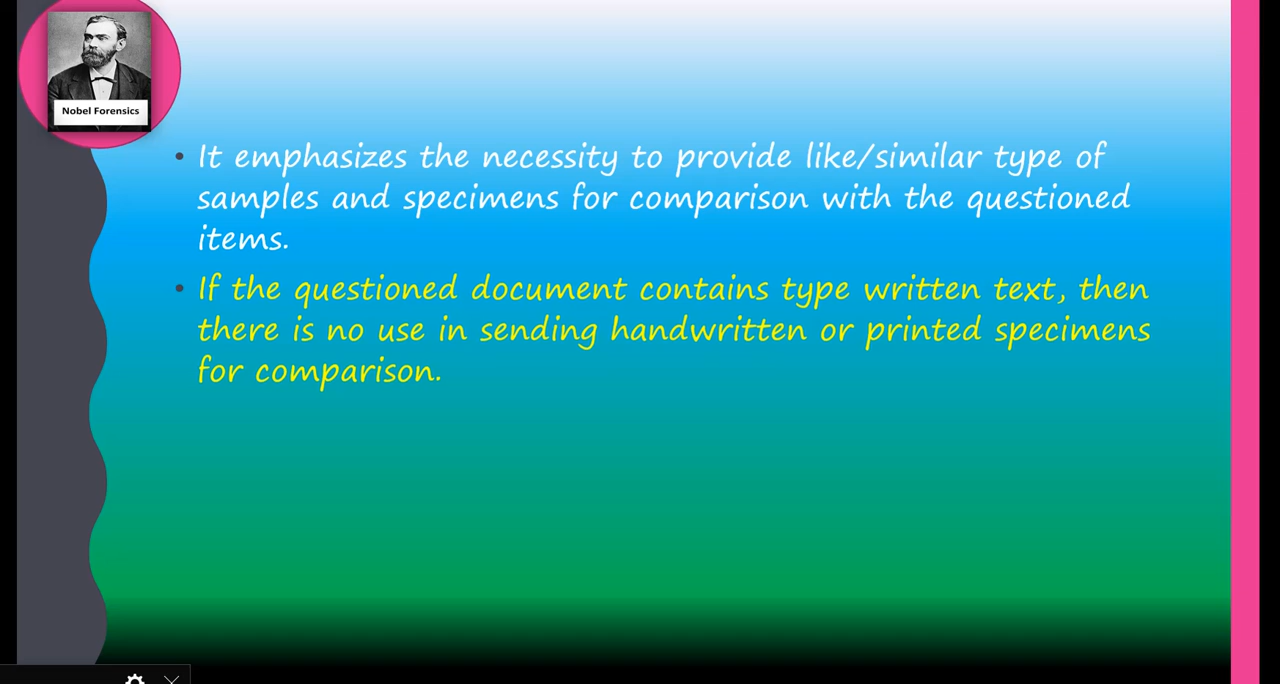 Nobel Forensics
• It emphasizes the necessity to provide like/similar type of
samples and specimens for comparison with the questioned
items.
• If the questioned document contains type written text, then
there is no use in sending handwritten or printed specimens
for comparison.